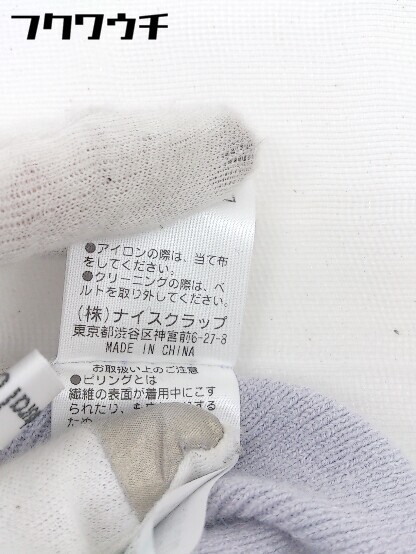 フクワウチ
●アイロンの際は、当て布
をしてください。
●クリーニングの際は、ベ
ルトを取り外してください。
(株)ナイスクラップ
東京都渋谷区神宮前6-27-8
MADE IN CHINA
お取扱い上のご注意
●ピリングとは
繊維の表面が着用中にこす
られたり、